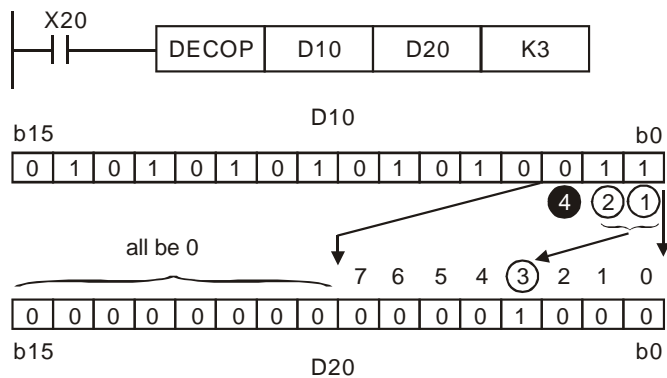 X20
DECOP D10 D20 K3
D10
b15 b0
0 1 0 1 0 1 0 1 0 1 0 1 0 0 1 1
4 2 1
all be 0
7 6 5 4 3 2 1 0
0 0 0 0 0 0 0 0 0 0 0 0 1 0 0 0
b15 b0
D20